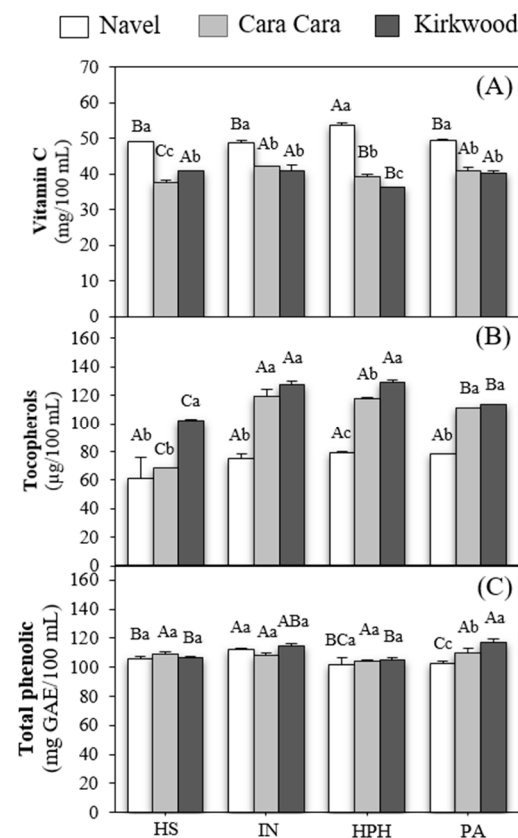 Navel Cara Cara Kirkwood
(A)
Vitamin C
(mg/100 mL)
70
60
50
40
30
20
10
0
Ba Cc Ab Ba Ab Ab Aa Bb Bc Ba Ab Ab
(B)
Tocopherols
(µg/100 mL)
160
140
120
100
80
60
40
20
0
Ab Cb Ca Ab Aa Aa Ac Ab Aa Ab Ba Ba
(C)
Total phenolic
(mg GAE/100 mL)
160
140
120
100
80
60
40
20
0
Ba Aa Ba Aa Aa ABa BCa Aa Ba Cc Ab Aa
HS IN HPH PA